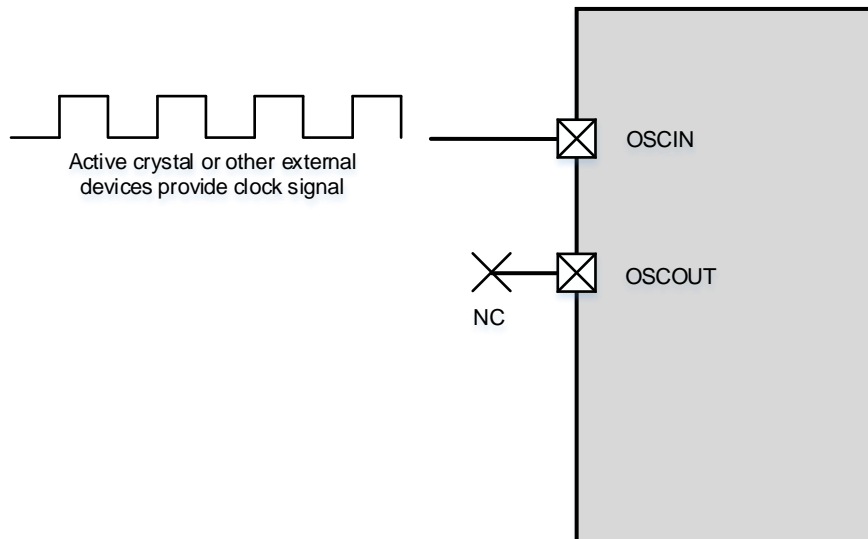 Active crystal or other external
devices provide clock signal
OSCIN
OSCOUT
NC